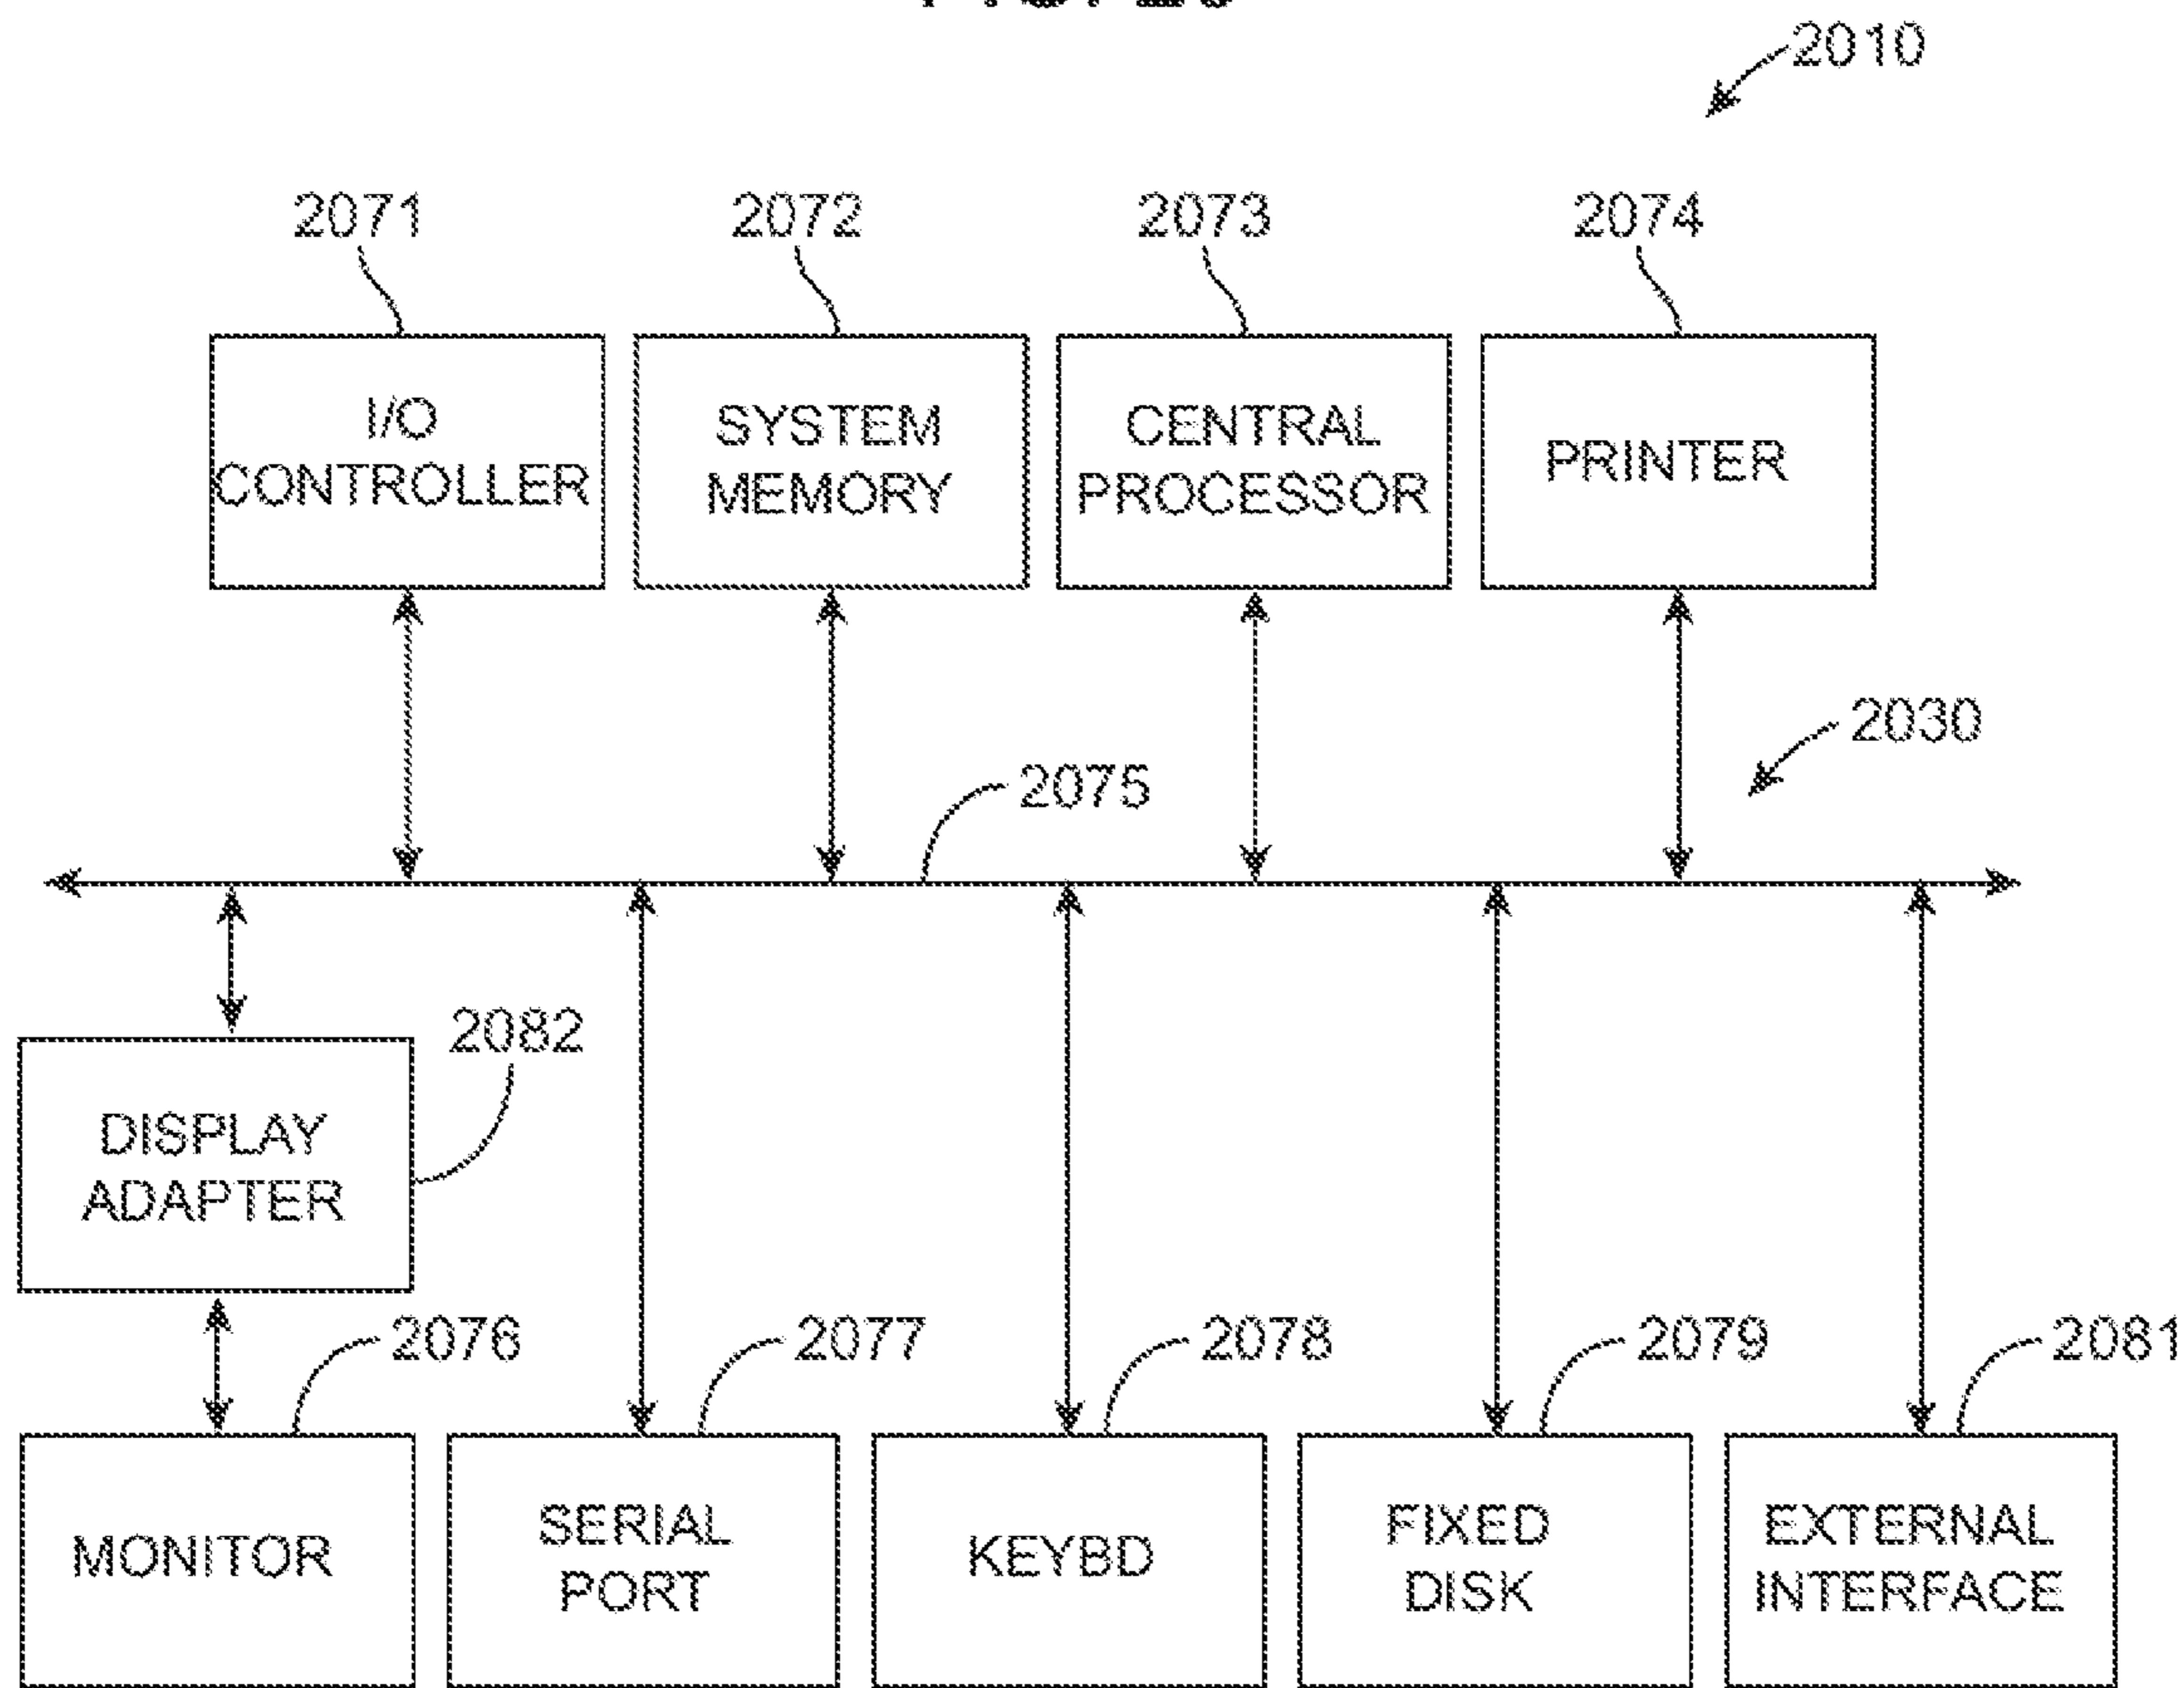 2010
2071
2072
2073
2074
I/O
CONTROLLER
SYSTEM
MEMORY
CENTRAL
PROCESSOR
PRINTER
2030
2075
2082
DISPLAY
ADAPTER
2076
2077
2078
2079
2081
MONITOR
SERIAL
PORT
KEYBD
FIXED
DISK
EXTERNAL
INTERFACE